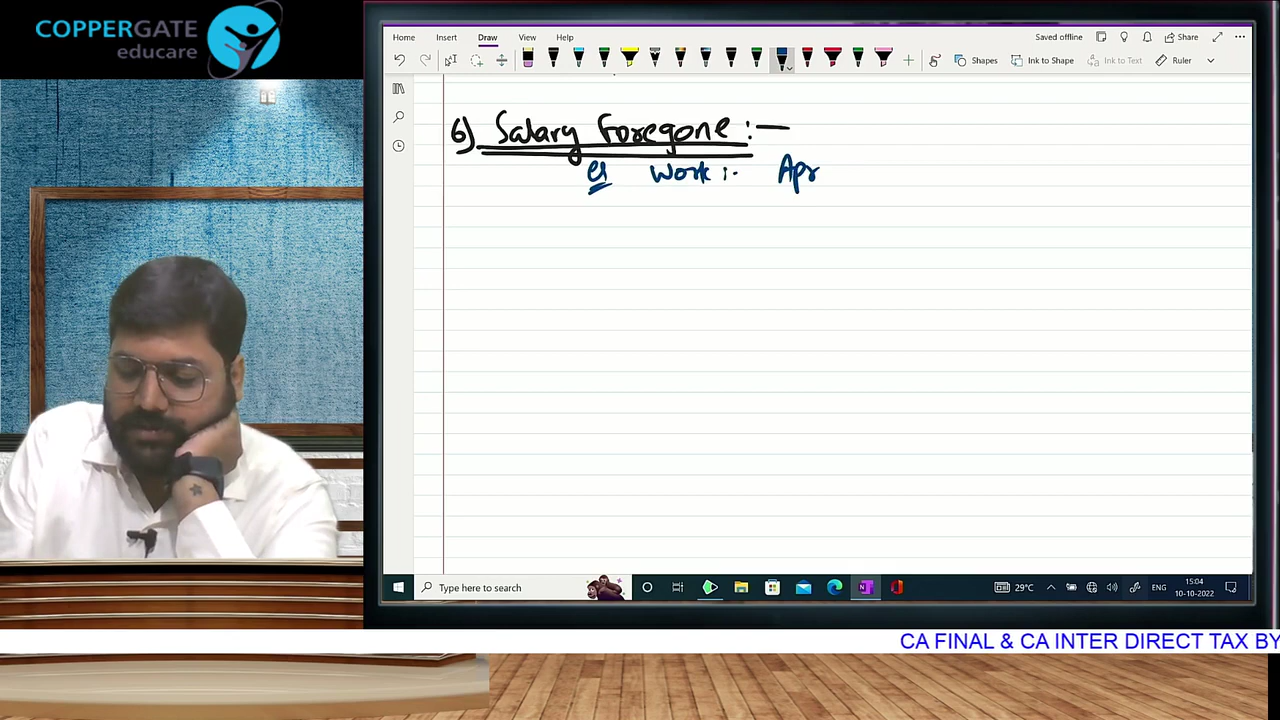 COPPERGATE
educare
Home Insert Draw View Help
Saved offline
Share
Shapes
Ink to Shape
Ink to Text
Ruler
6) Salary Foregone :-
eg Work :- Apr
Type here to search
29°C
ENG
15:04
10-10-2022
CA FINAL & CA INTER DIRECT TAX BY